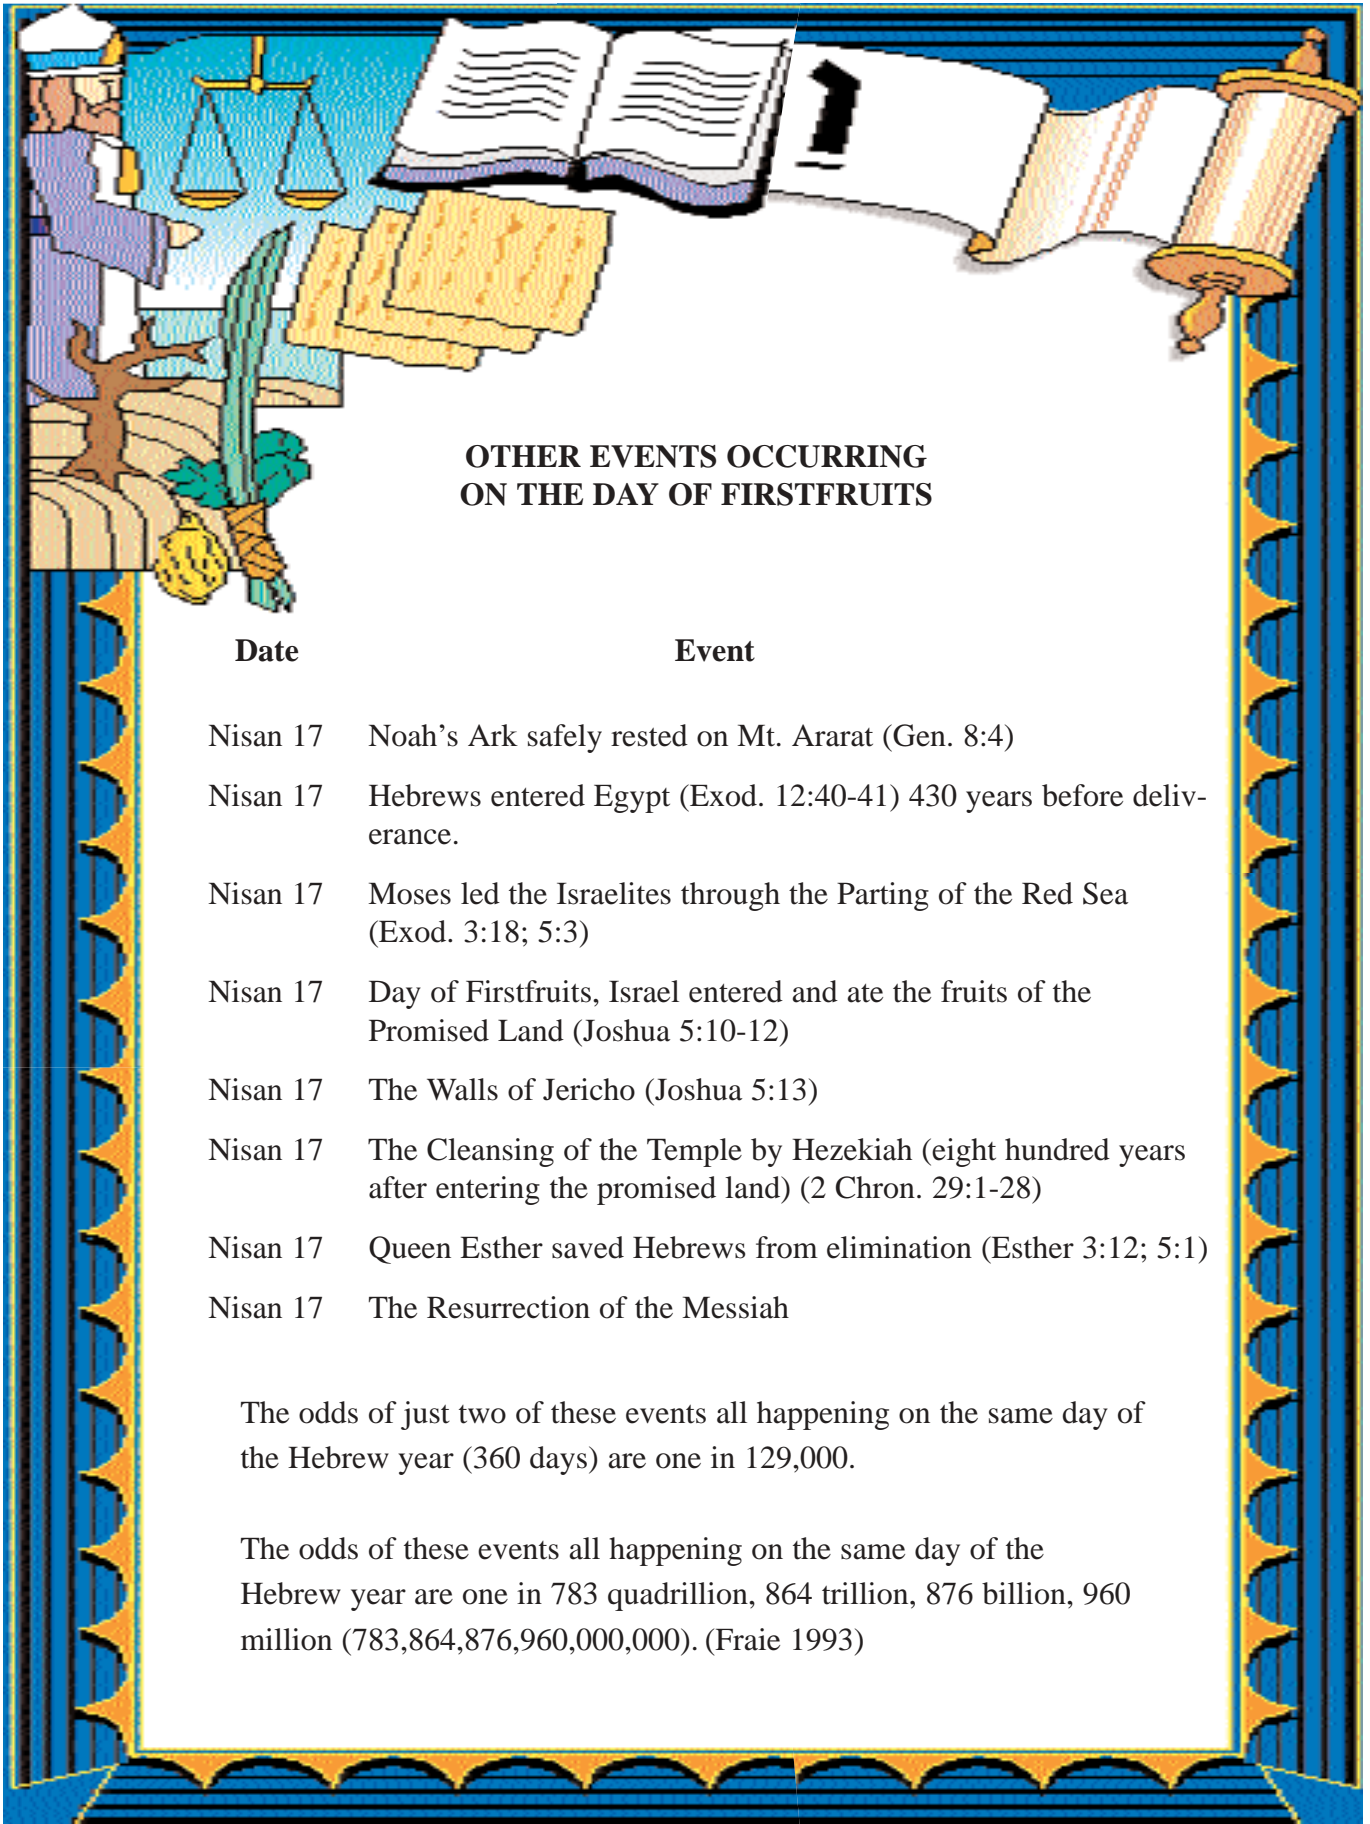 OTHER EVENTS OCCURRING
ON THE DAY OF FIRSTFRUITS
Date Event
Nisan 17 Noah's Ark safely rested on Mt. Ararat (Gen. 8:4)
Nisan 17 Hebrews entered Egypt (Exod. 12:40-41) 430 years before deliv-
erance.
Nisan 17 Moses led the Israelites through the Parting of the Red Sea
(Exod. 3:18; 5:3)
Nisan 17 Day of Firstfruits, Israel entered and ate the fruits of the
Promised Land (Joshua 5:10-12)
Nisan 17 The Walls of Jericho (Joshua 5:13)
Nisan 17 The Cleansing of the Temple by Hezekiah (eight hundred years
after entering the promised land) (2 Chron. 29:1-28)
Nisan 17 Queen Esther saved Hebrews from elimination (Esther 3:12; 5:1)
Nisan 17 The Resurrection of the Messiah
The odds of just two of these events all happening on the same day of
the Hebrew year (360 days) are one in 129,000.
The odds of these events all happening on the same day of the
Hebrew year are one in 783 quadrillion, 864 trillion, 876 billion, 960
million (783,864,876,960,000,000). (Fraie 1993)